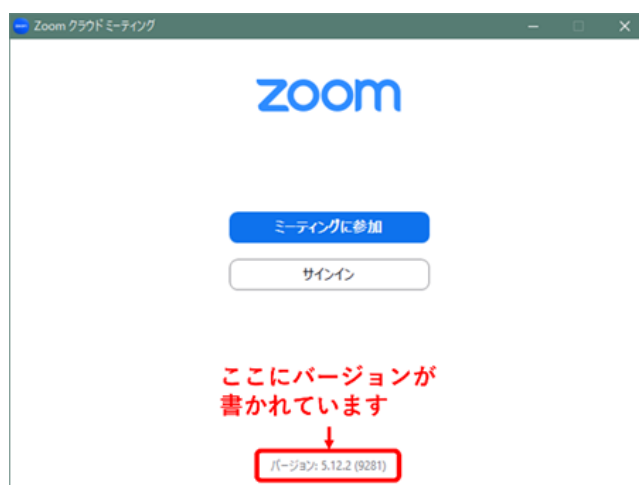 zoom Zoom クラウド ミーティング
zoom
ミーティングに参加
サインイン
ここにバージョンが
書かれています
バージョン: 5.12.2 (9281)